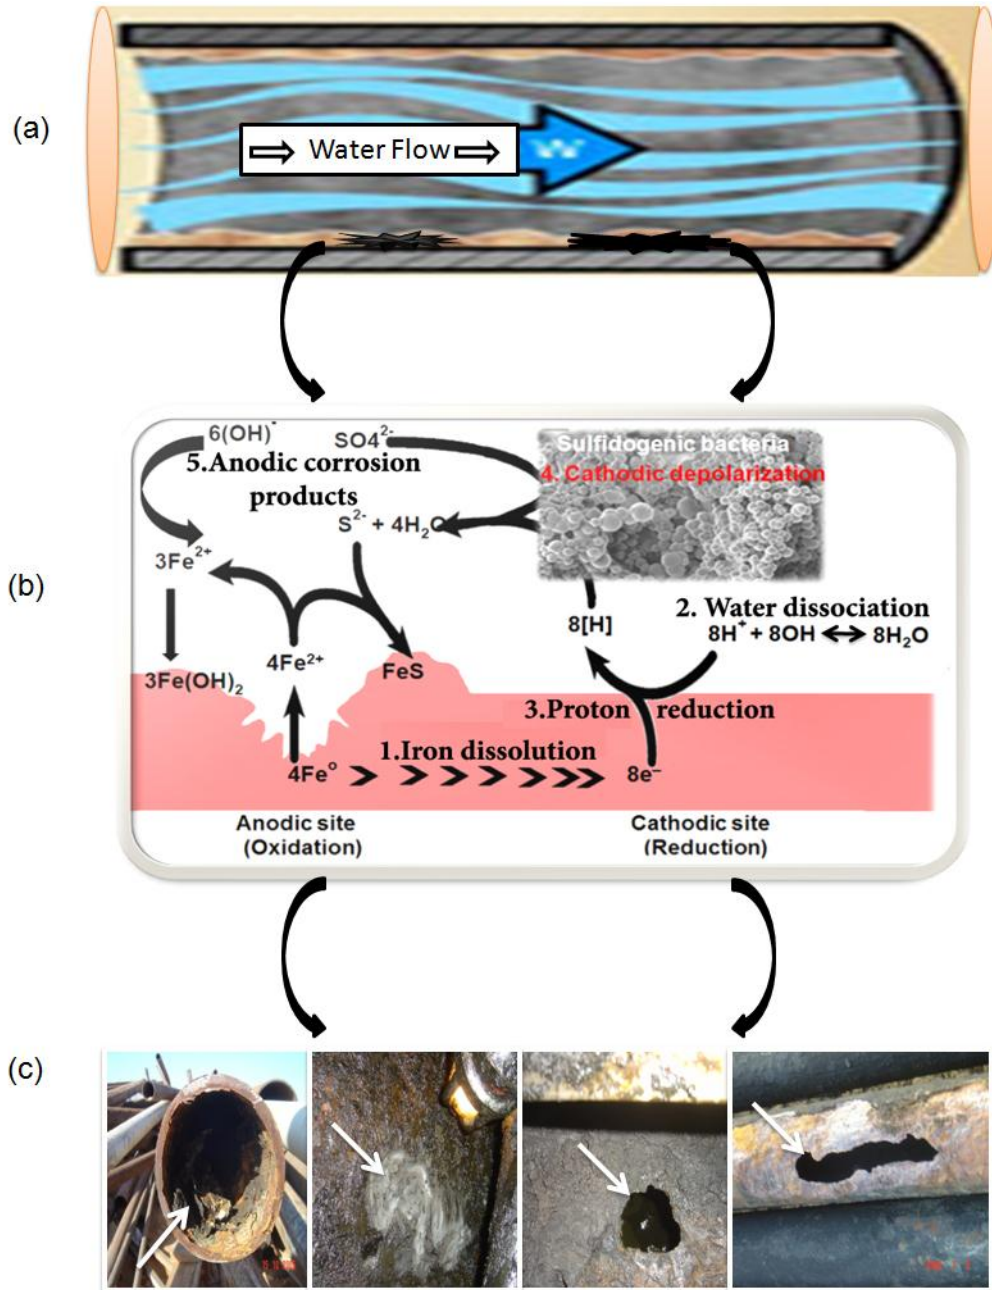 (a)
Water Flow
(b)
6(OH)⁻
SO4²⁻
Sulfidogenic bacteria
4. Cathodic depolarization
5.Anodic corrosion
products
S²⁻ + 4H₂O
3Fe²⁺
8[H]
2. Water dissociation
8H⁺ + 8OH ↔ 8H₂O
4Fe²⁺
FeS
3Fe(OH)₂
3.Proton reduction
1.Iron dissolution
4Fe⁰
8e⁻
Anodic site
(Oxidation)
Cathodic site
(Reduction)
(c)